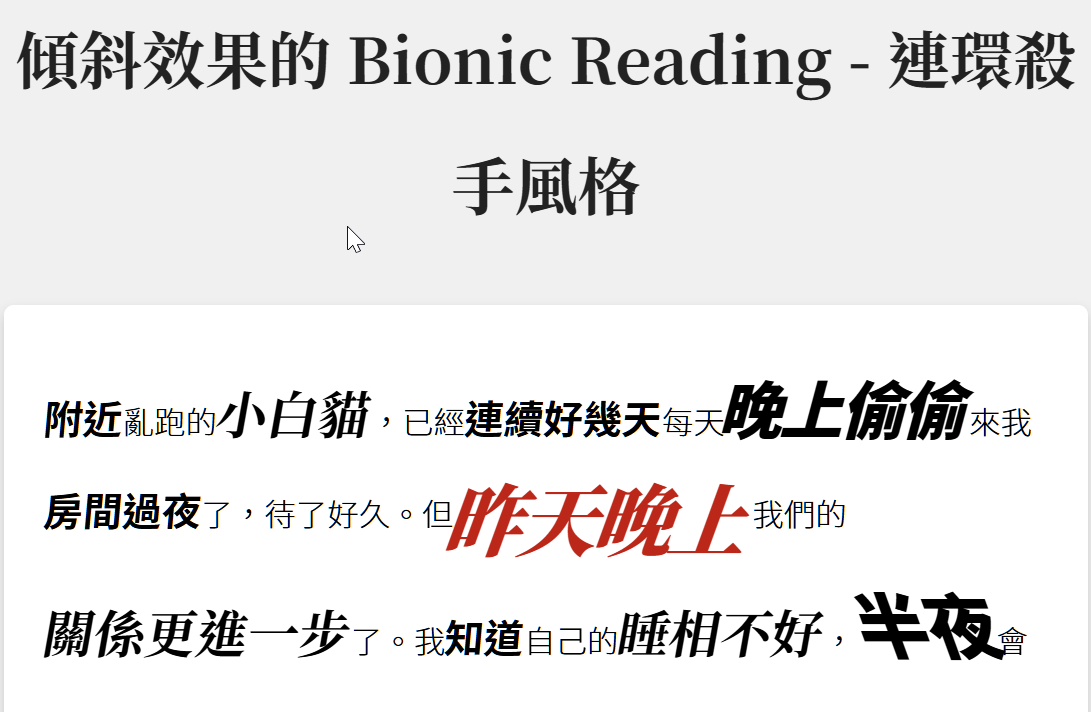 傾斜效果的 Bionic Reading - 連環殺
手風格
附近亂跑的小白貓，已經連續好幾天每天晚上偷偷來我
房間過夜了，待了好久。但昨天晚上我們的
關係更進一步了。我知道自己的睡相不好，半夜會